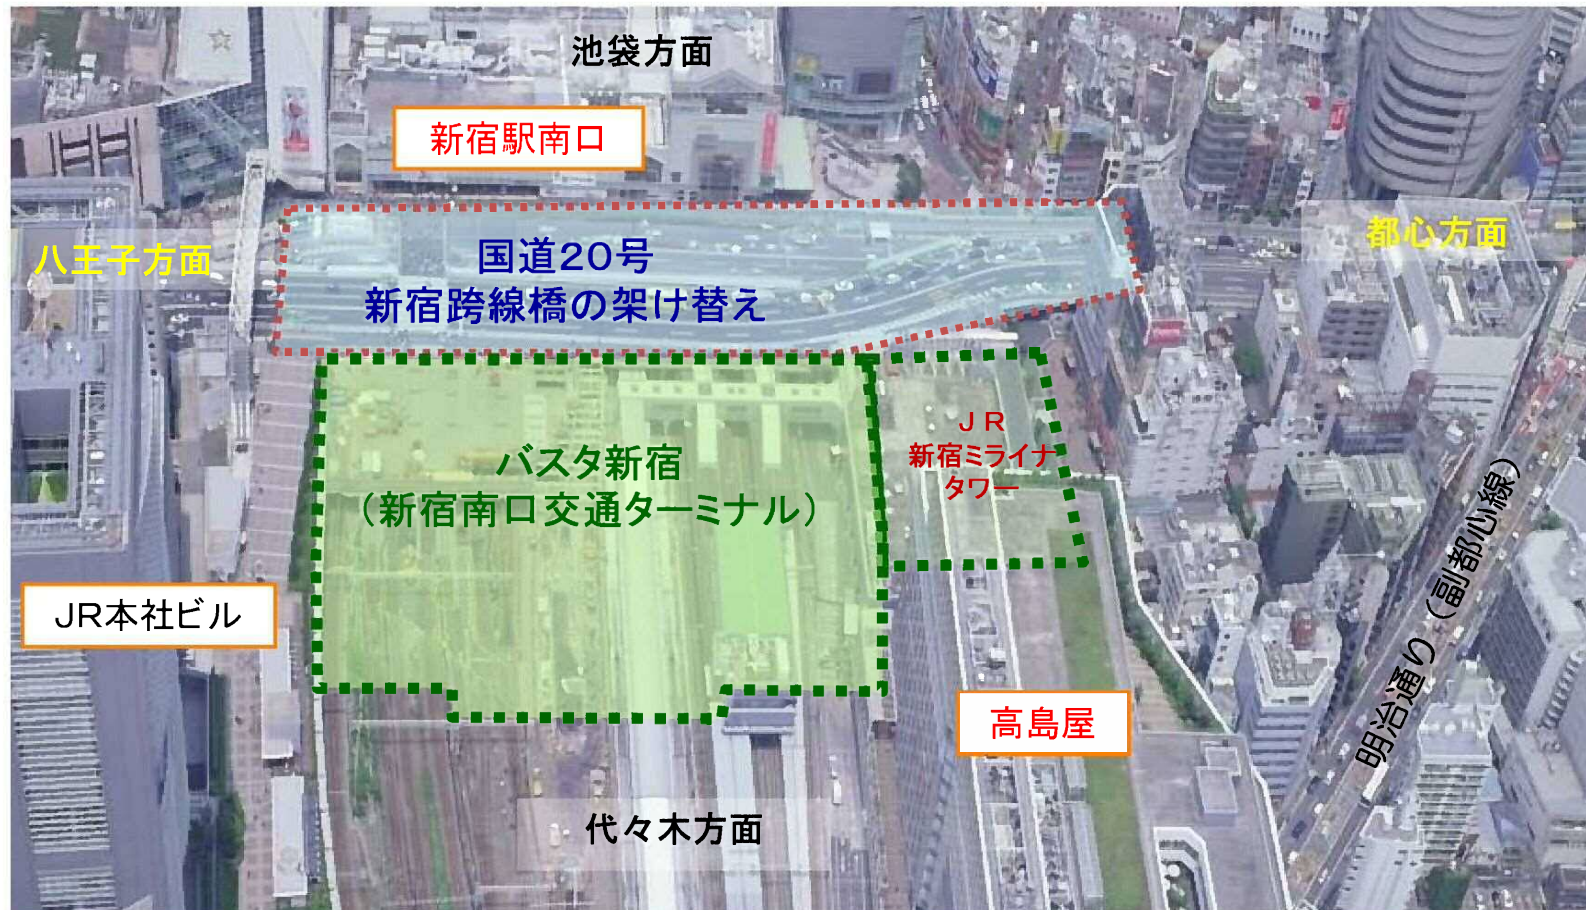 池袋方面
新宿駅南口
八王子方面
国道20号
新宿跨線橋の架け替え
都心方面
バスタ新宿
（新宿南口交通ターミナル）
JR
新宿ミライナ
タワー
JR本社ビル
明治通り（副都心線）
高島屋
代々木方面